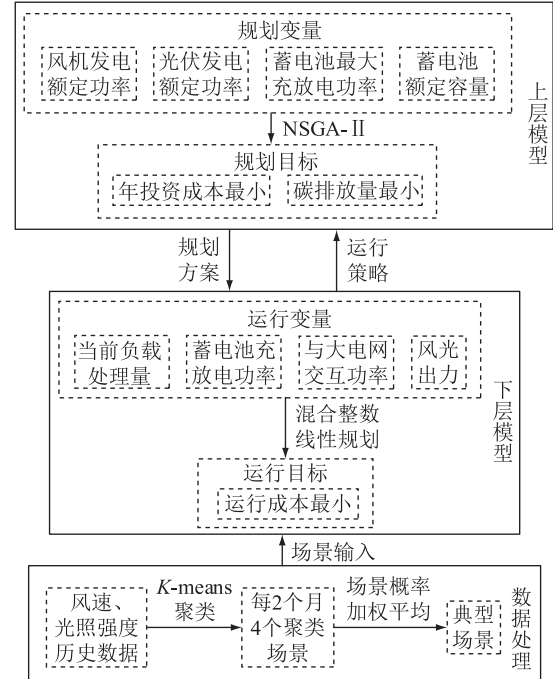 规划变量
风机发电
额定功率
光伏发电
额定功率
蓄电池最大
充放电功率
蓄电池
额定容量
NSGA-Ⅱ
规划目标
年投资成本最小
碳排放量最小
上层模型
规划
方案
运行
策略
运行变量
当前负载
处理量
蓄电池充
放电功率
与大电网
交互功率
风光
出力
混合整数
线性规划
运行目标
运行成本最小
下层模型
场景输入
风速、
光照强度
历史数据
K-means
聚类
每2个月
4个聚类
场景
场景概率
加权平均
典型
场景
数据处理